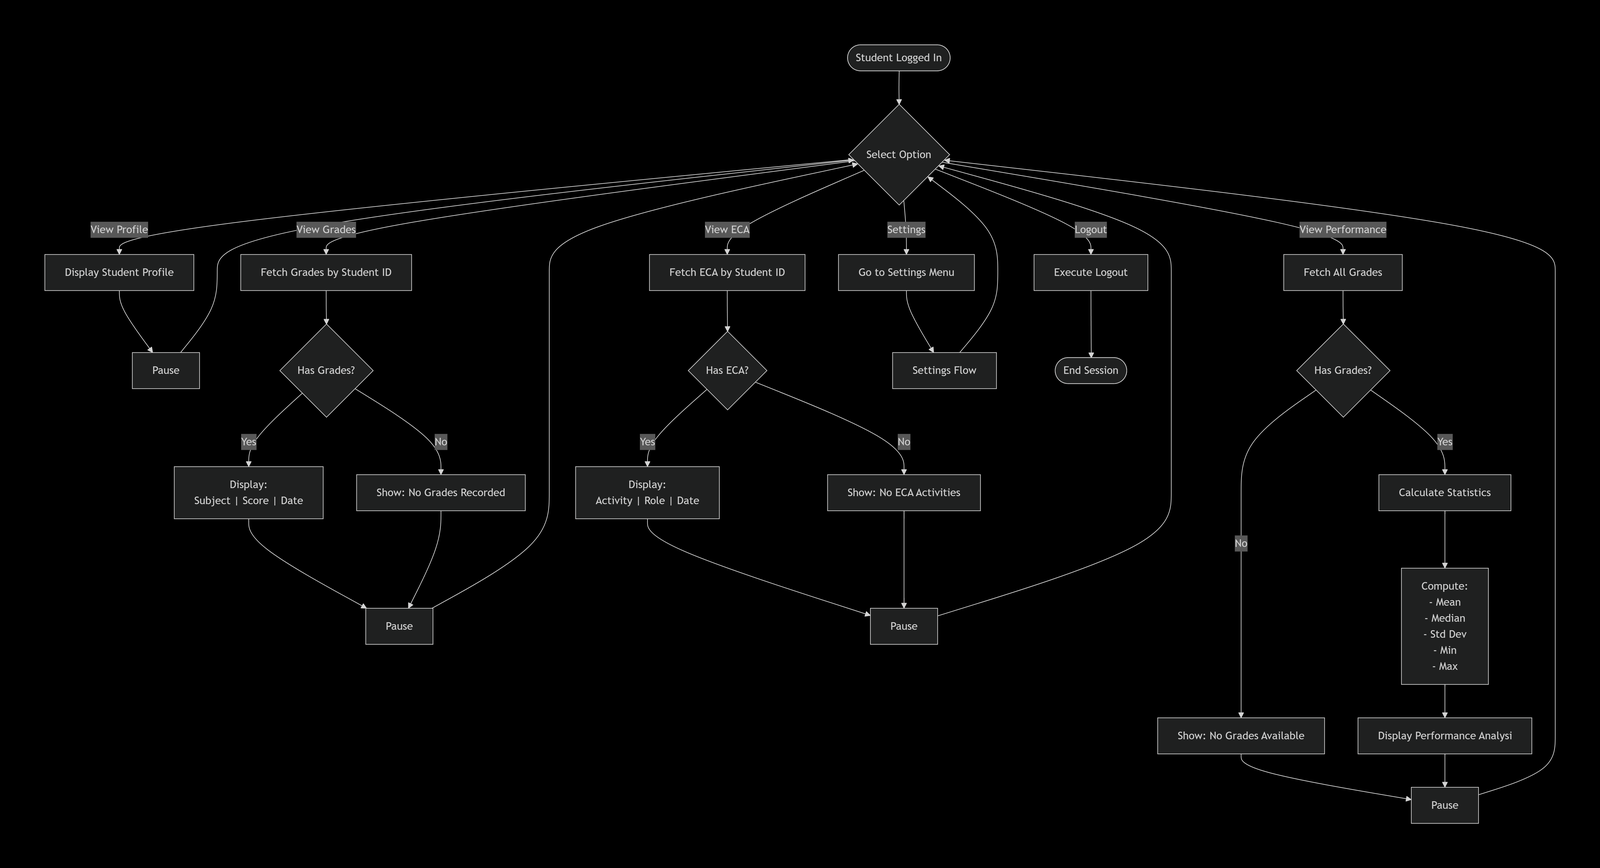 Student Logged In
Select Option
View Profile
View Grades
View ECA
Settings
Logout
View Performance
Display Student Profile
Fetch Grades by Student ID
Fetch ECA by Student ID
Go to Settings Menu
Execute Logout
Fetch All Grades
Pause
Has Grades?
Has ECA?
Settings Flow
End Session
Has Grades?
Yes
No
Yes
No
Yes
Display:
Subject | Score | Date
Show: No Grades Recorded
Display:
Activity | Role | Date
Show: No ECA Activities
Calculate Statistics
No
Compute:
- Mean
- Median
- Std Dev
- Min
- Max
Pause
Pause
Show: No Grades Available
Display Performance Analysi
Pause